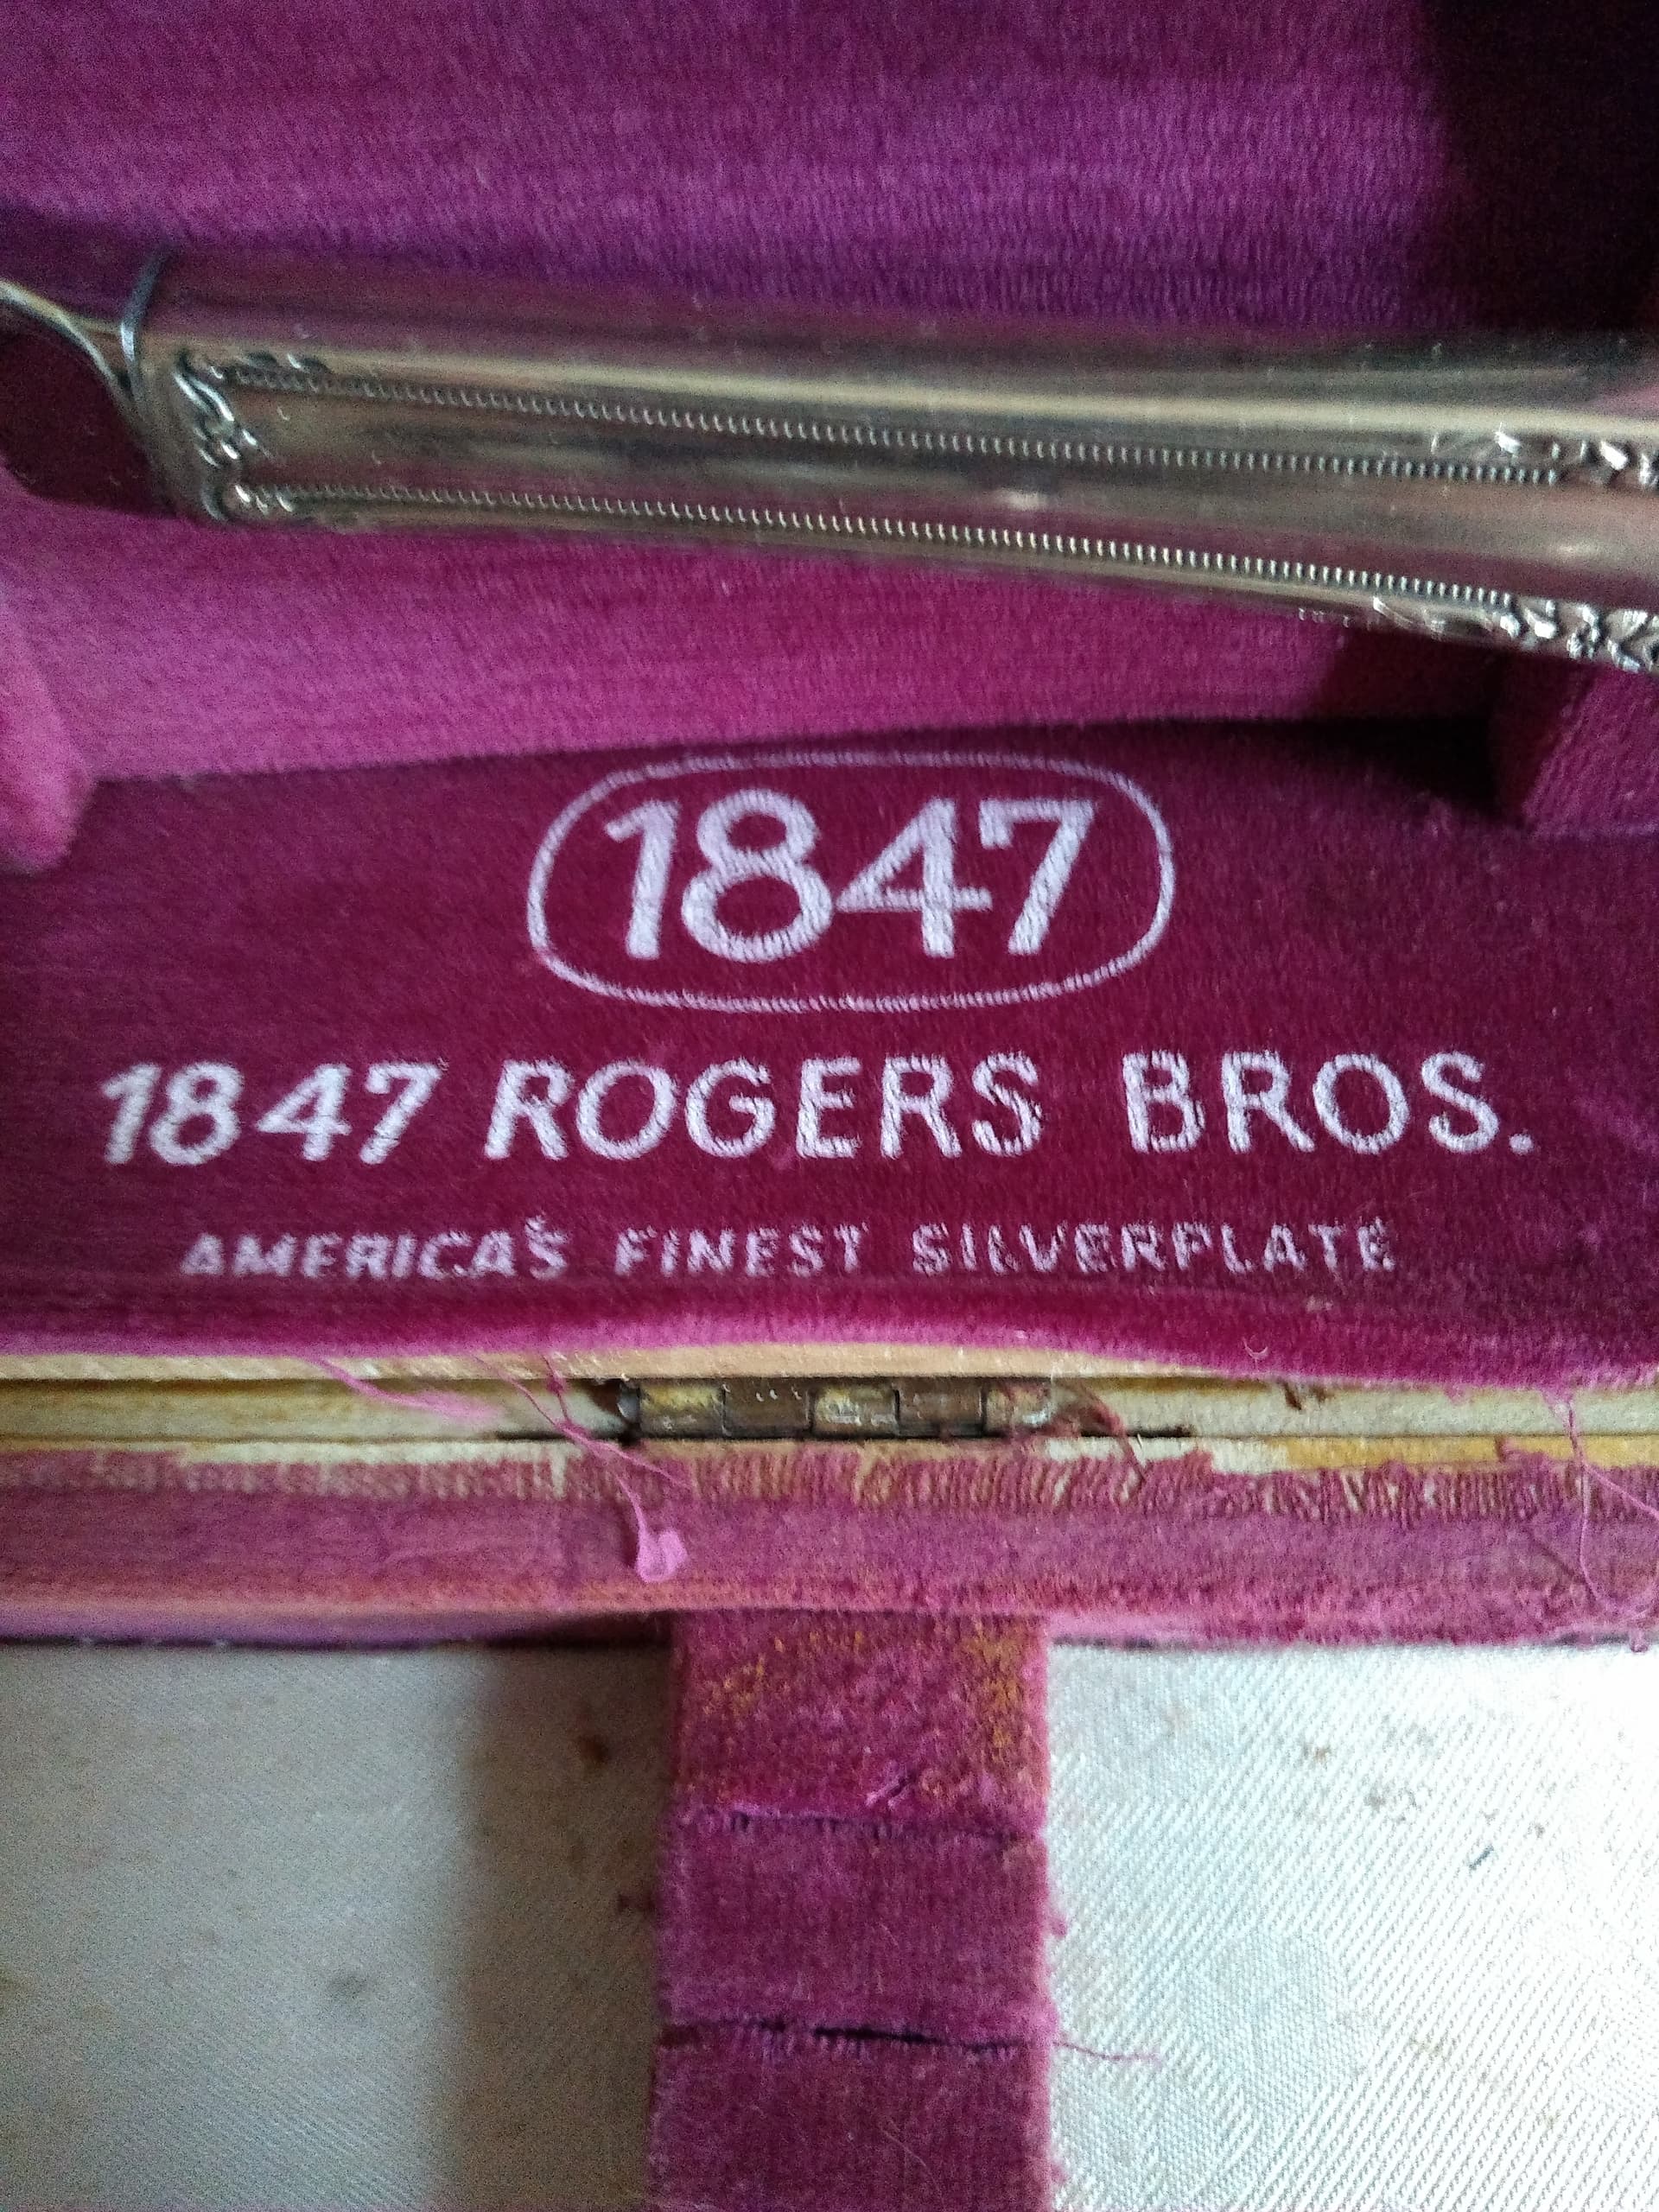 1847
1847 ROGERS BROS.
AMERICA'S FINEST SILVERPLATE